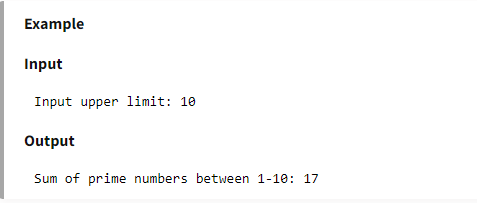 Example
Input
Input upper limit: 10
Output
Sum of prime numbers between 1-10: 17